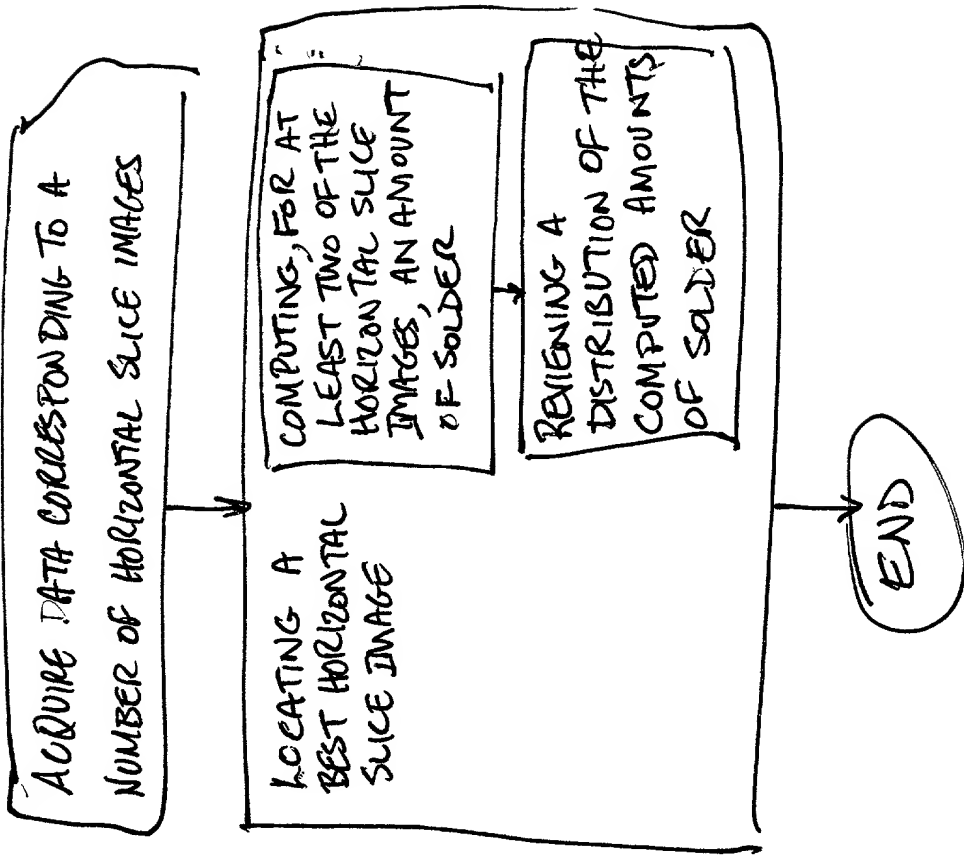 ACQUIRE DATA CORRESPONDING TO A
NUMBER OF HORIZONTAL SLICE IMAGES
LOCATING A
BEST HORIZONTAL
SLICE IMAGE
COMPUTING, FOR AT
LEAST TWO OF THE
HORIZONTAL SLICE
IMAGES, AN AMOUNT
OF SOLDER
REVIEWING A
DISTRIBUTION OF THE
COMPUTED AMOUNTS
OF SOLDER
END